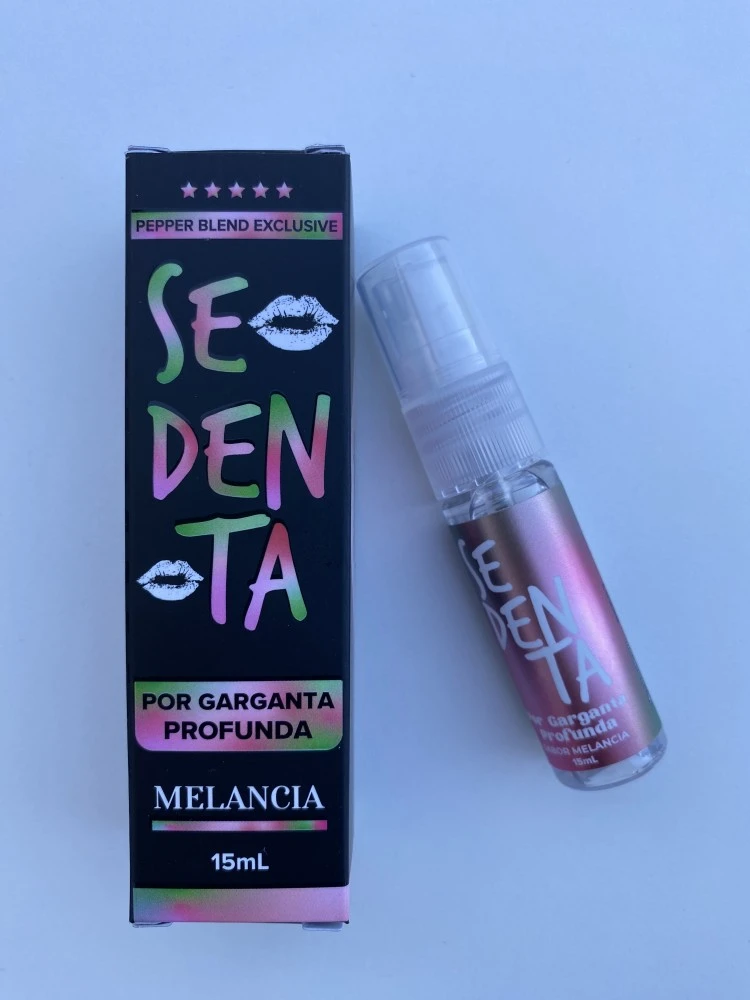 PEPPER BLEND EXCLUSIVE
SE
DEN
TA
POR GARGANTA
PROFUNDA
MELANCIA
15mL
SE
DEN
TA
Garganta
Profunda
MELANCIA
15mL